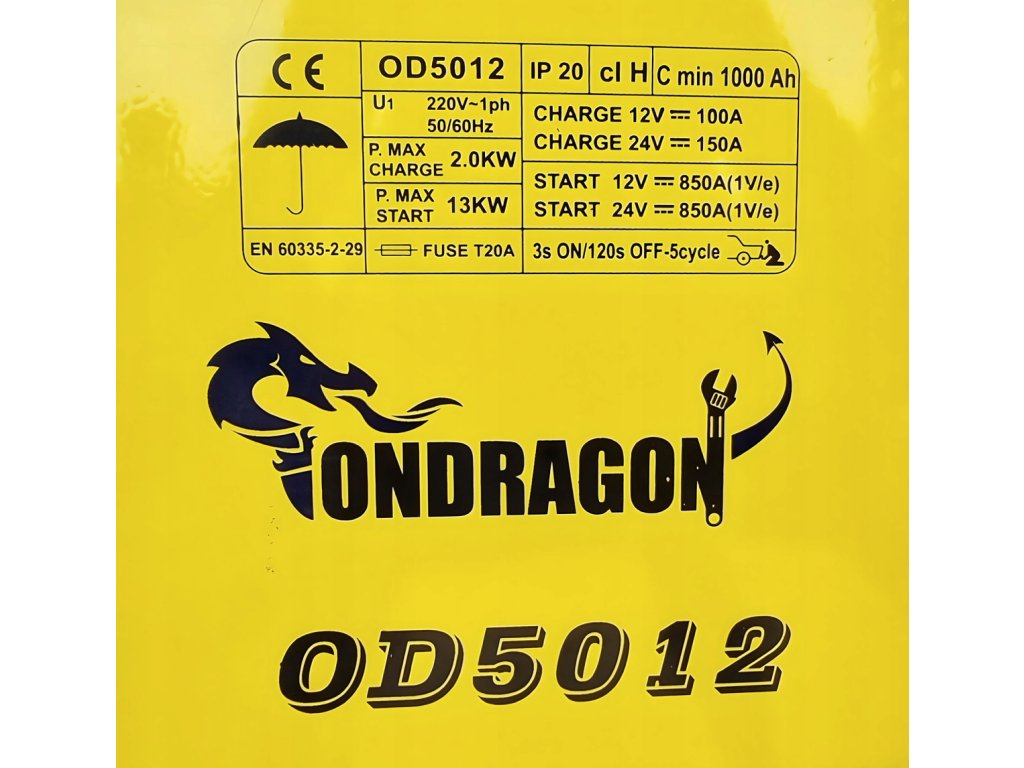 CE
OD5012
IP 20
cl H
C min 1000 Ah
U1 220V~1ph
50/60Hz
P. MAX
CHARGE 2.0KW
P. MAX
START 13KW
CHARGE 12V ⎓ 100A
CHARGE 24V ⎓ 150A
START 12V ⎓ 850A(1V/e)
START 24V ⎓ 850A(1V/e)
EN 60335-2-29
FUSE T20A
3s ON/120s OFF-5cycle
ONDRAGON
OD5012